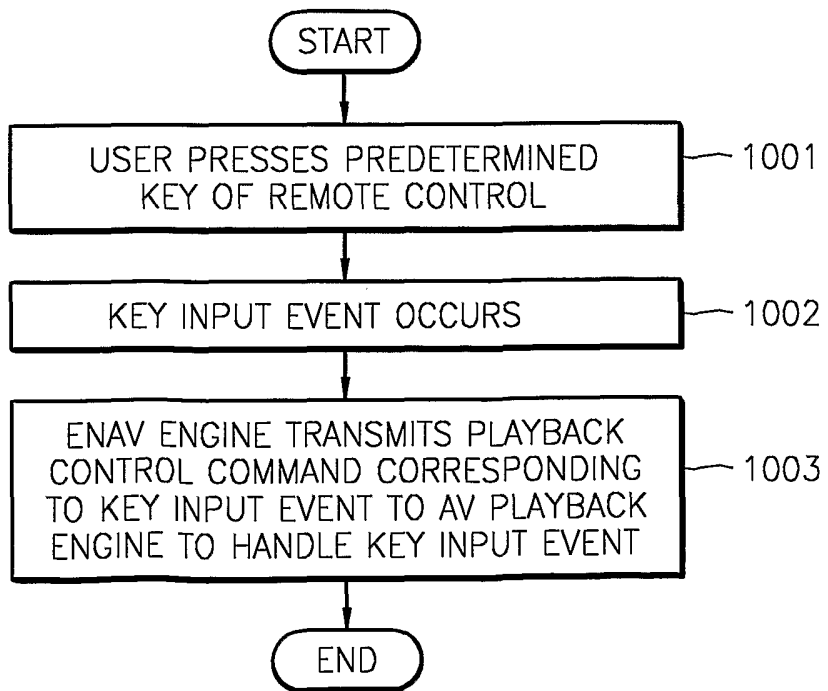 START
USER PRESSES PREDETERMINED
KEY OF REMOTE CONTROL
1001
KEY INPUT EVENT OCCURS
1002
ENAV ENGINE TRANSMITS PLAYBACK
CONTROL COMMAND CORRESPONDING
TO KEY INPUT EVENT TO AV PLAYBACK
ENGINE TO HANDLE KEY INPUT EVENT
1003
END